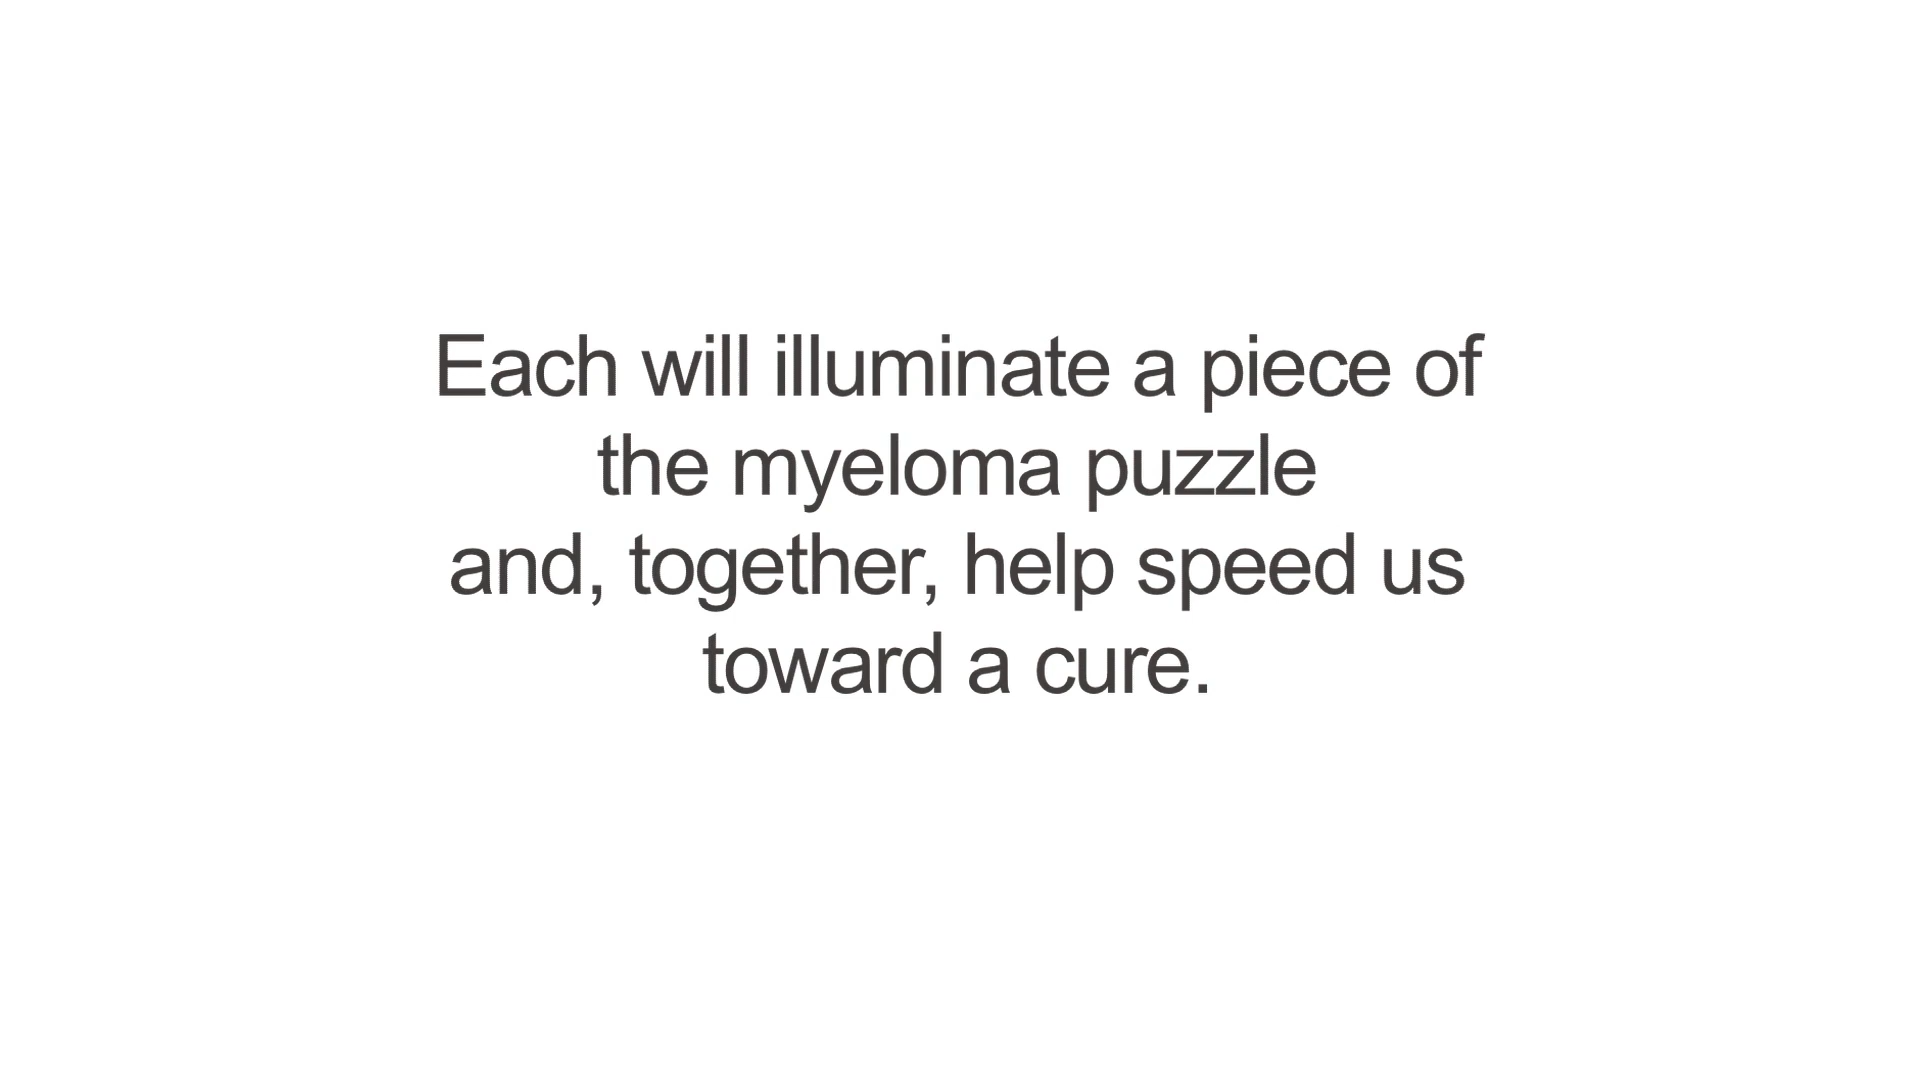 Each will illuminate a piece of
the myeloma puzzle
and, together, help speed us
toward a cure.